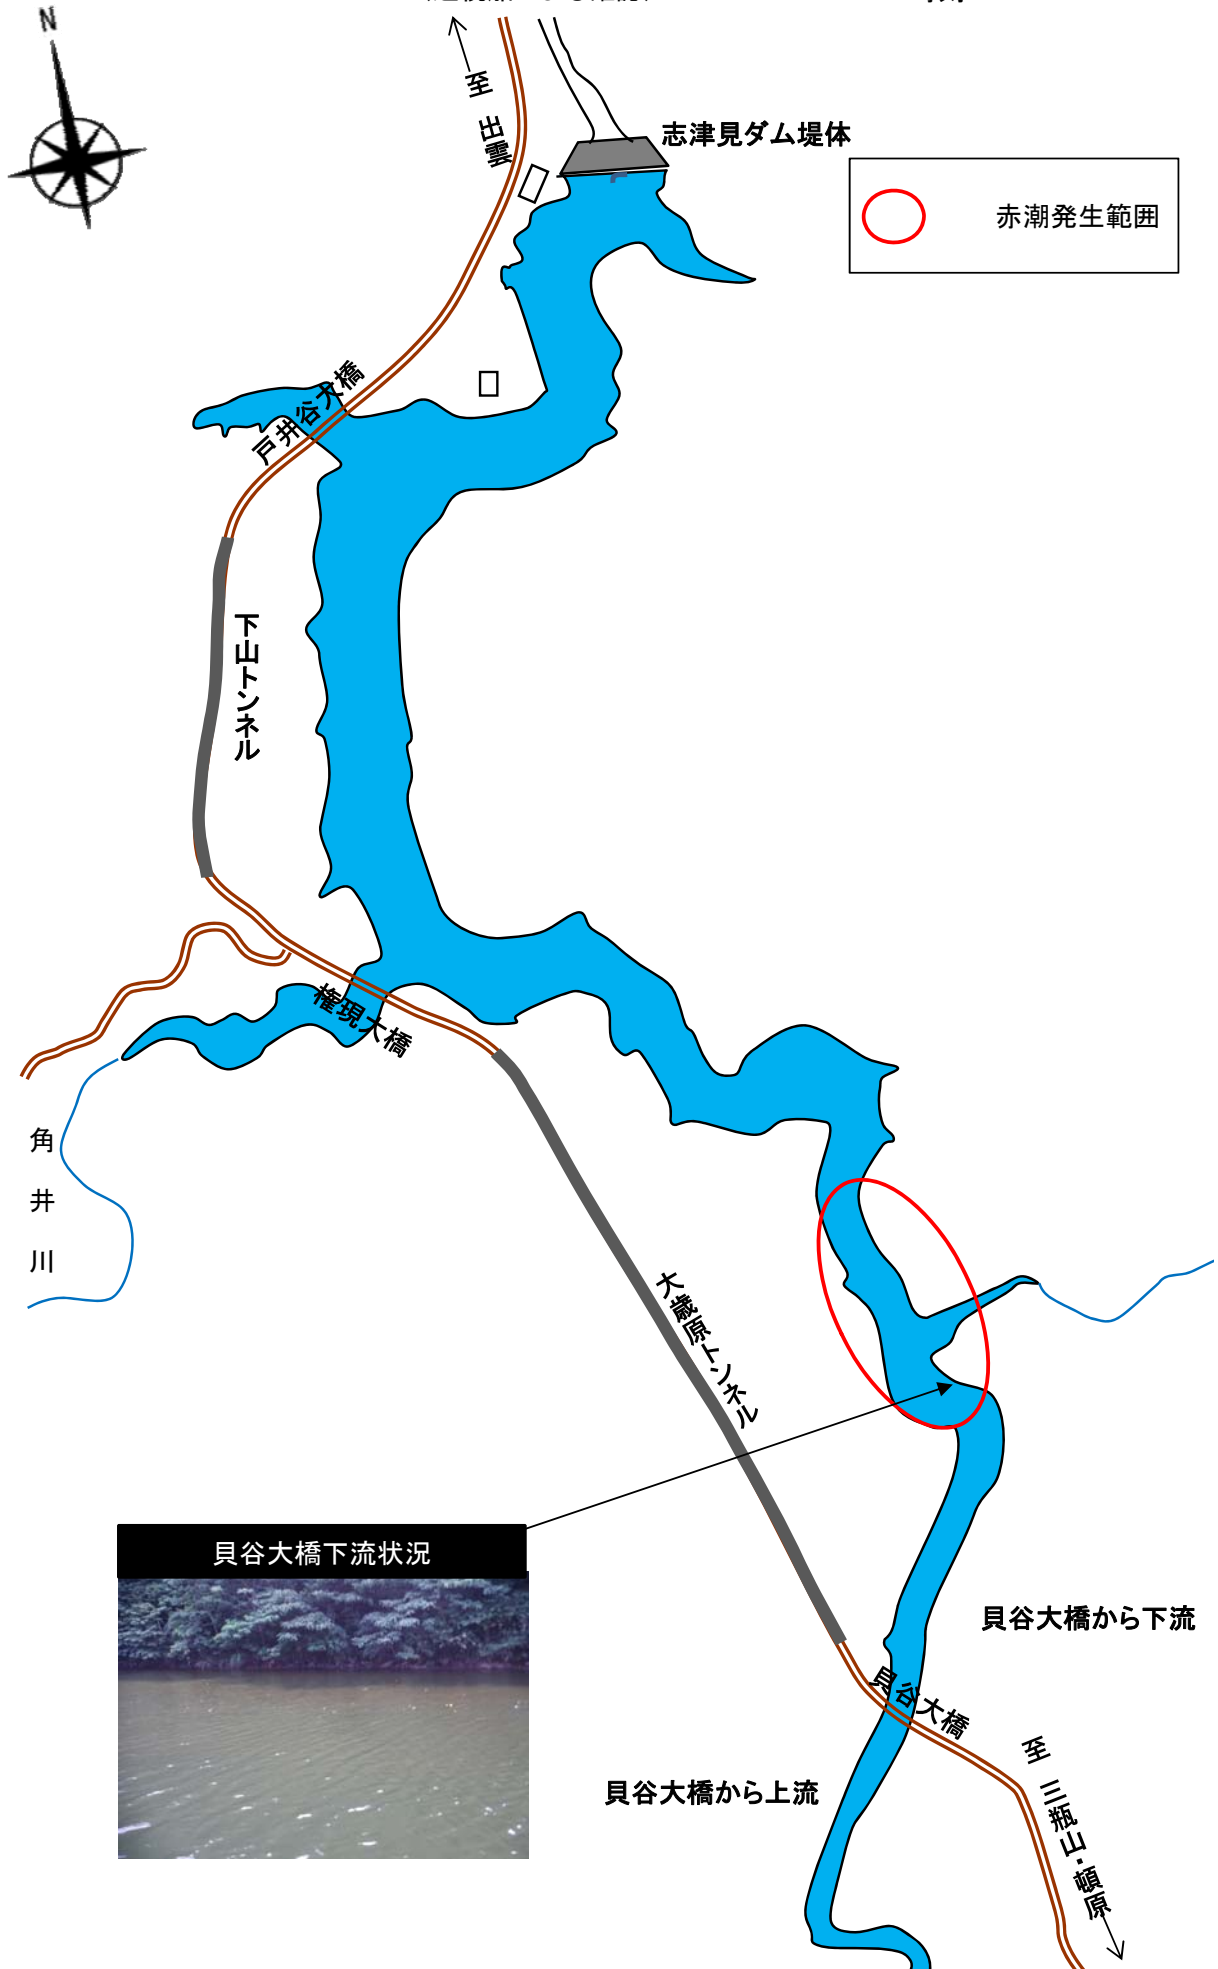 N
至 出雲
志津見ダム堤体
赤潮発生範囲
戸井谷大橋
下山トンネル
権現大橋
角井川
大歳原トンネル
貝谷大橋下流状況
貝谷大橋から下流
貝谷大橋
貝谷大橋から上流
至 三瓶山・頓原